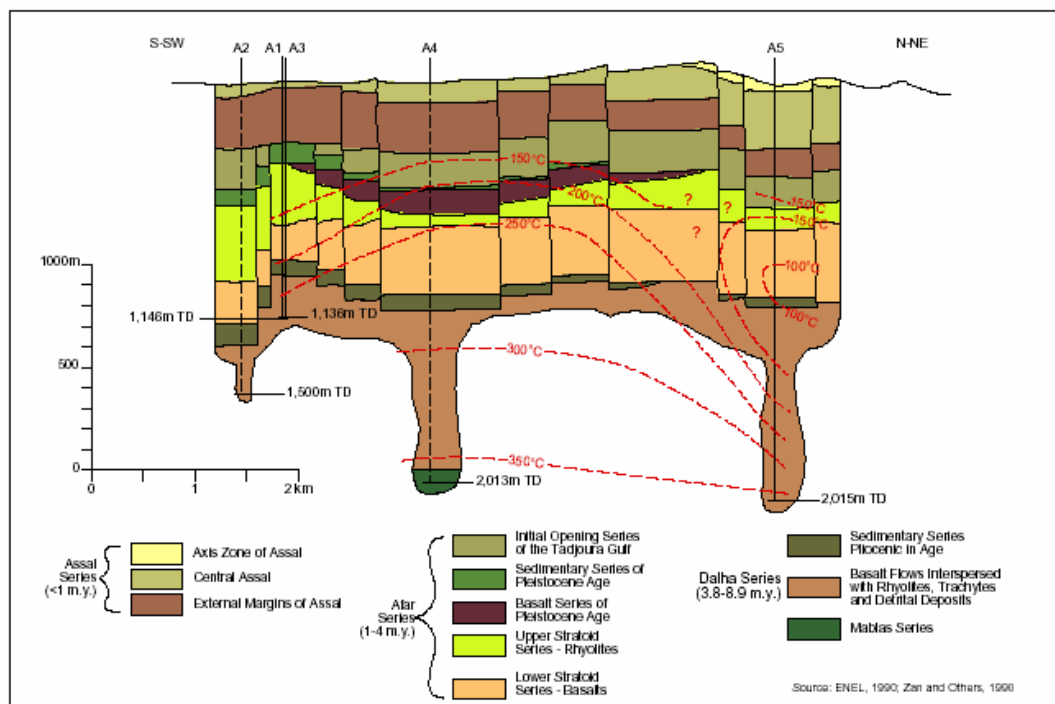 S-SW
A2
A1
A3
A4
A5
N-NE
150°C
200°C
250°C
?
?
?
150°C
150°C
100°C
100°C
300°C
350°C
1000m
500
0
0
1
2 km
1,146m TD
1,136m TD
1,500m TD
2,013m TD
2,015m TD
Assal
Series
(<1 m.y.)
Axis Zone of Assal
Central Assal
External Margins of Assal
Afar
Series
(1-4 m.y.)
Initial Opening Series
of the Tadjoura Gulf
Sedimentary Series of
Pleistocene Age
Basalt Series of
Pleistocene Age
Upper Stratoid
Series - Rhyolites
Lower Stratoid
Series - Basalts
Dalha Series
(3.8-8.9 m.y.)
Sedimentary Series
Pliocenic in Age
Basalt Flows Interspersed
with Rhyolites, Trachytes
and Detrital Deposits
Mablas Series
Source: ENEL, 1990; Zan and Others, 1990